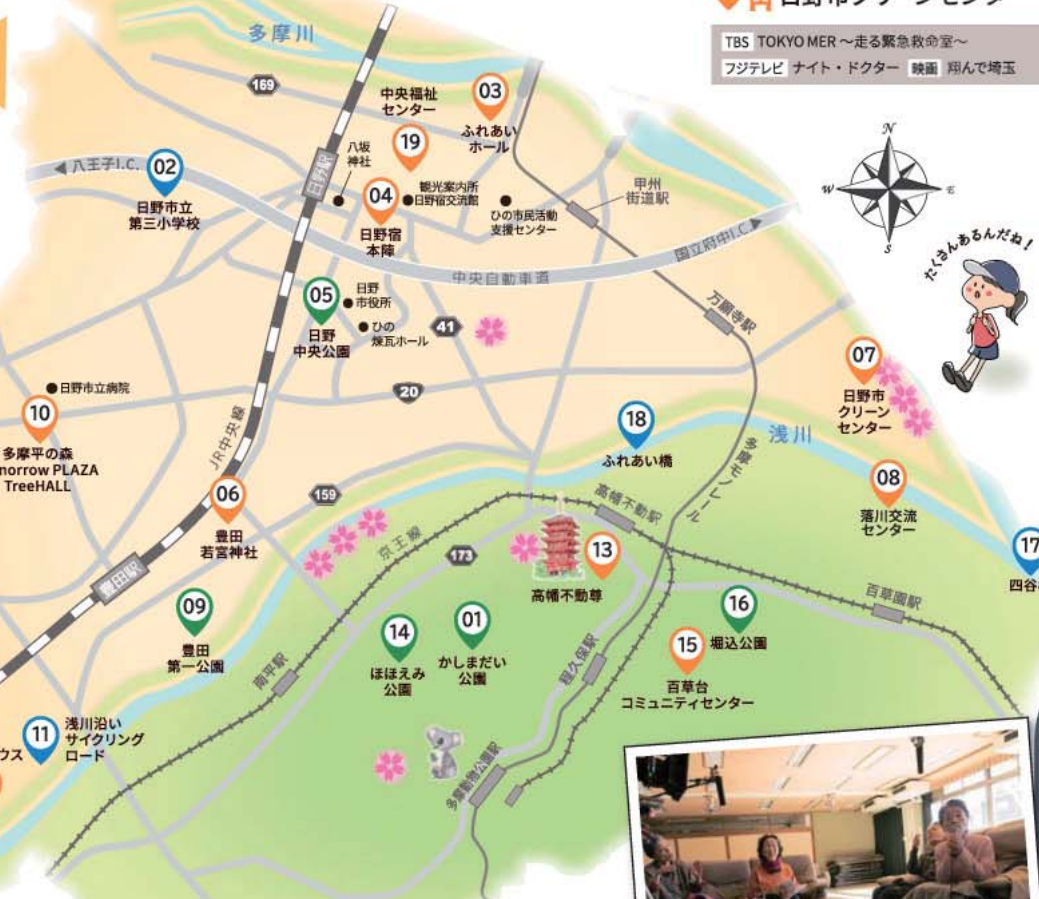 日野市クリーンセンター
TBS TOKYO MER ～走る緊急救命室～
フジテレビ ナイト・ドクター 映画 翔んで埼玉
多摩川
169
中央福祉
センター
19
03
ふれあい
ホール
八王子I.C.
02
日野市立
第三小学校
日野駅
八坂
神社
04
日野宿
本陣
観光案内所
日野宿交流館
ひの市民活動
支援センター
甲州
街道駅
N
W
E
S
たくさんあるんだね！
中央自動車道
国立府中I.C.
05
日野
中央公園
日野
市役所
ひの
煉瓦ホール
41
万願寺駅
20
07
日野市
クリーン
センター
日野市立病院
10
多摩平の森
morrow PLAZA
TreeHALL
JR中央線
18
ふれあい橋
浅川
多摩モノレール
08
落川交流
センター
06
豊田
若宮神社
159
京王線
高幡不動駅
173
13
高幡不動尊
17
四谷
豊田駅
09
豊田
第一公園
14
ほほえみ
公園
01
かしまだい
公園
16
堀込公園
百草園駅
15
百草台
コミュニティセンター
南平駅
程久保駅
11
浅川沿い
サイクリング
ロード
ウス
多摩動物公園駅